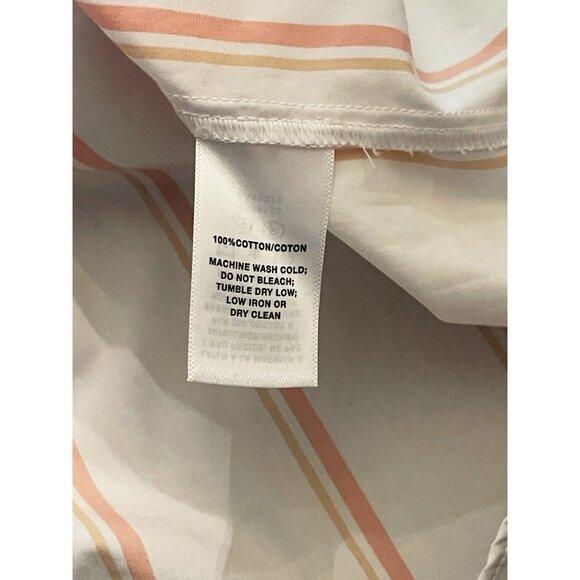 100%COTTON/COTON
MACHINE WASH COLD;
DO NOT BLEACH;
TUMBLE DRY LOW;
LOW IRON OR
DRY CLEAN